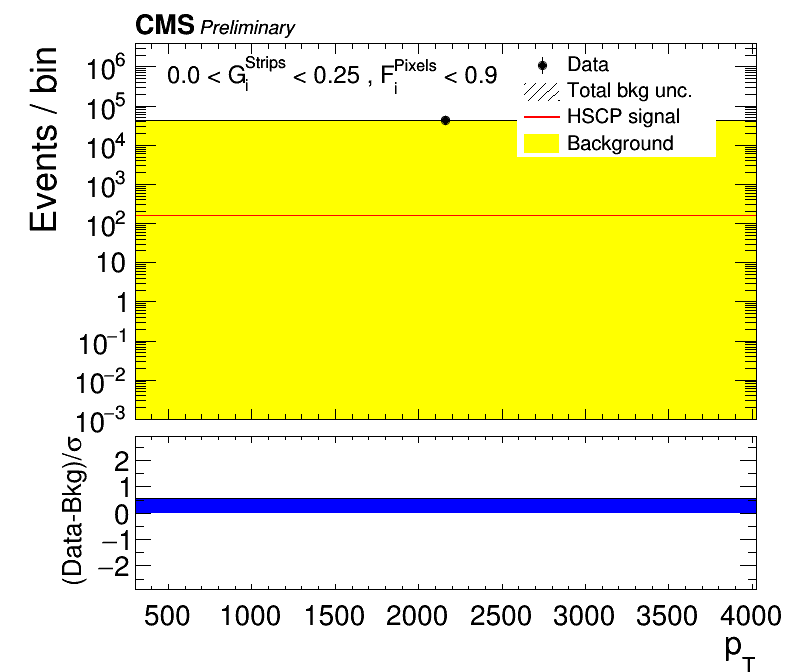 CMS Preliminary
Events / bin
0.0 < G_i^Strips < 0.25 , F_i^Pixels < 0.9
Data
Total bkg unc.
HSCP signal
Background
10^6
10^5
10^4
10^3
10^2
10
1
10^−1
10^−2
10^−3
(Data-Bkg)/σ
2
1
0
−1
−2
500 1000 1500 2000 2500 3000 3500 4000
p_T